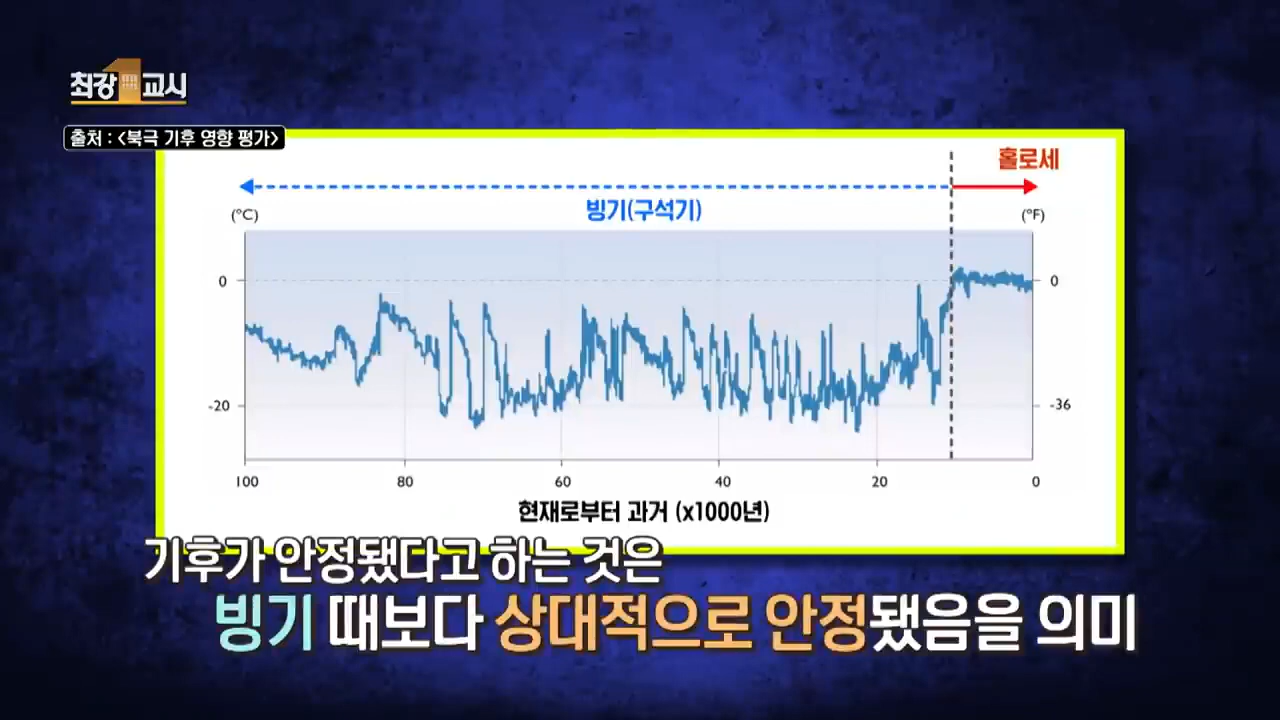 최강1교시
출처 : <북극 기후 영향 평가>
홀로세
빙기(구석기)
(°C)
(°F)
0
0
-20
-36
100
80
60
40
20
0
현재로부터 과거 (x1000년)
기후가 안정됐다고 하는 것은
빙기 때보다 상대적으로 안정됐음을 의미